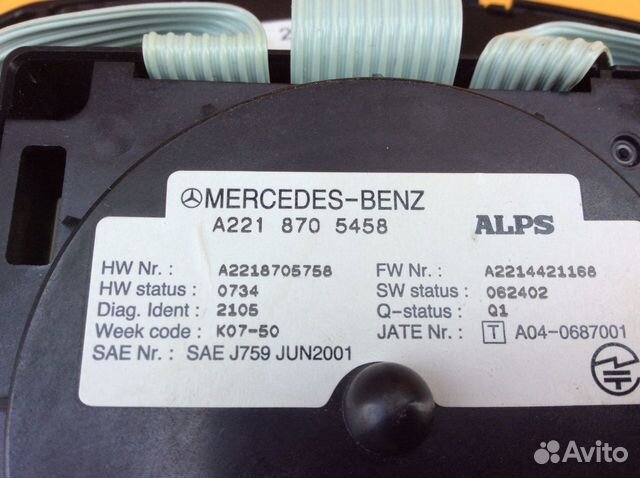 2
MERCEDES-BENZ
A221 870 5458
ALPS
HW Nr. : A2218705758
FW Nr. : A2214421168
HW status : 0734
SW status : 062402
Diag. Ident : 2105
Q-status : Q1
Week code : K07-50
JATE Nr. : T A04-0687001
SAE Nr. : SAE J759 JUN2001
Avito